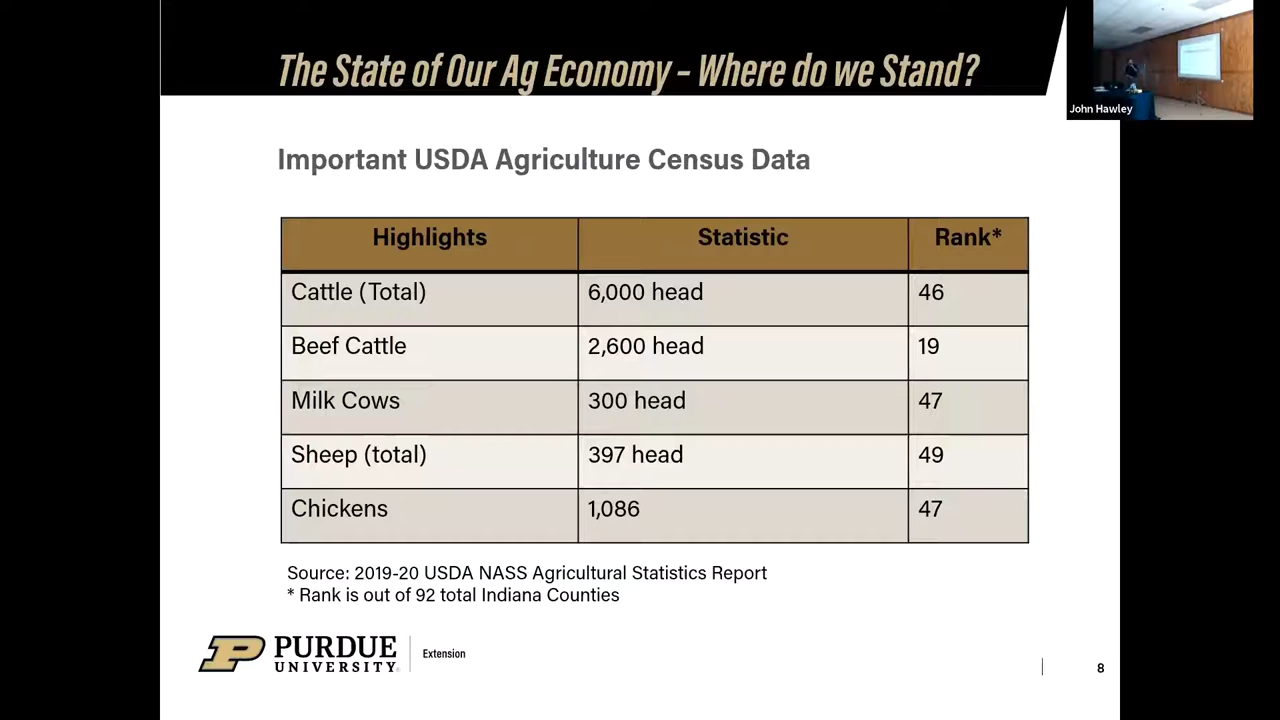 The State of Our Ag Economy – Where do we Stand?
John Hawley
Important USDA Agriculture Census Data
Highlights Statistic Rank*
Cattle (Total) 6,000 head 46
Beef Cattle 2,600 head 19
Milk Cows 300 head 47
Sheep (total) 397 head 49
Chickens 1,086 47
Source: 2019-20 USDA NASS Agricultural Statistics Report
* Rank is out of 92 total Indiana Counties
P PURDUE UNIVERSITY. Extension
8